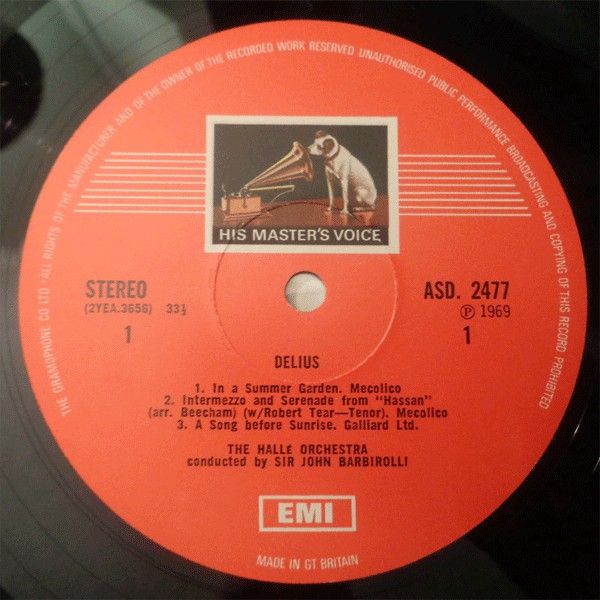 THE GRAMOPHONE CO LTD · ALL RIGHTS OF THE MANUFACTURER AND OF THE OWNER OF THE RECORDED WORK RESERVED UNAUTHORISED PUBLIC PERFORMANCE BROADCASTING AND COPYING OF THIS RECORD PROHIBITED
HIS MASTER'S VOICE
STEREO
(2YEA.3656) 33⅓
1
ASD. 2477
℗ 1969
1
DELIUS
1. In a Summer Garden. Mecolico
2. Intermezzo and Serenade from "Hassan"
(arr. Beecham) (w/Robert Tear—Tenor). Mecolico
3. A Song before Sunrise. Galliard Ltd.
THE HALLÉ ORCHESTRA
conducted by SIR JOHN BARBIROLLI
EMI
MADE IN GT BRITAIN